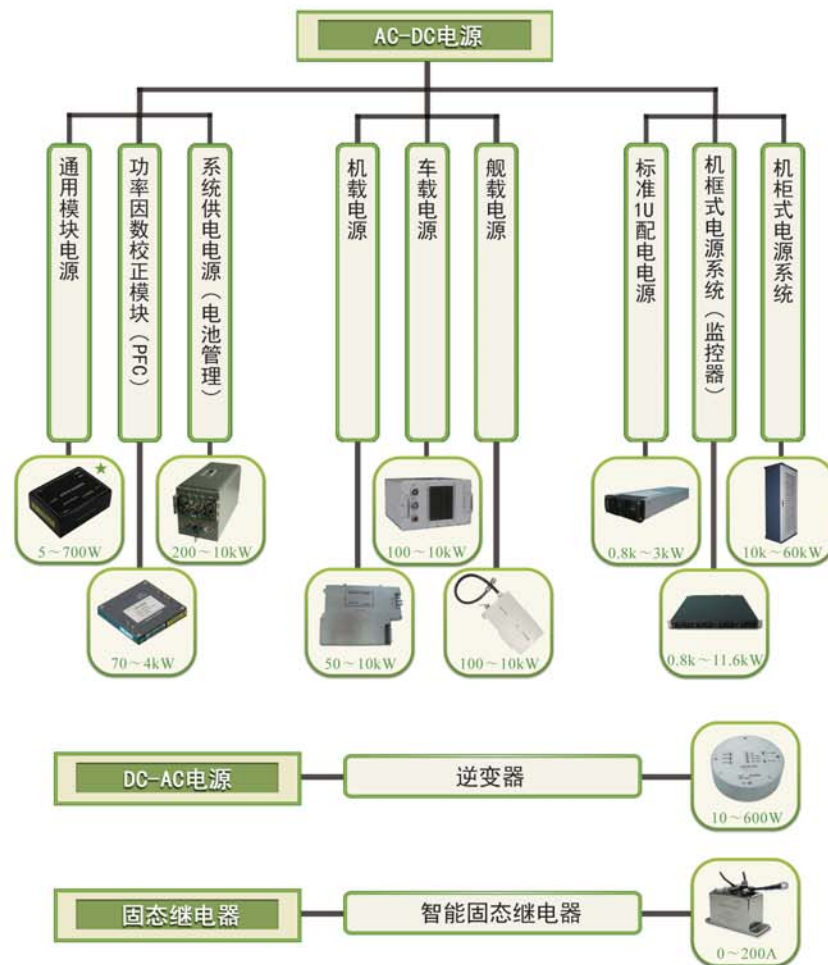 AC-DC电源
通用模块电源
功率因数校正模块（PFC）
系统供电电源（电池管理）
机载电源
车载电源
舰载电源
标准1U配电电源
机框式电源系统（监控器）
机柜式电源系统
5～700W
200～10kW
100～10kW
0.8k～3kW
10k～60kW
70～4kW
50～10kW
100～10kW
0.8k～11.6kW
DC-AC电源
逆变器
10～600W
固态继电器
智能固态继电器
0～200A